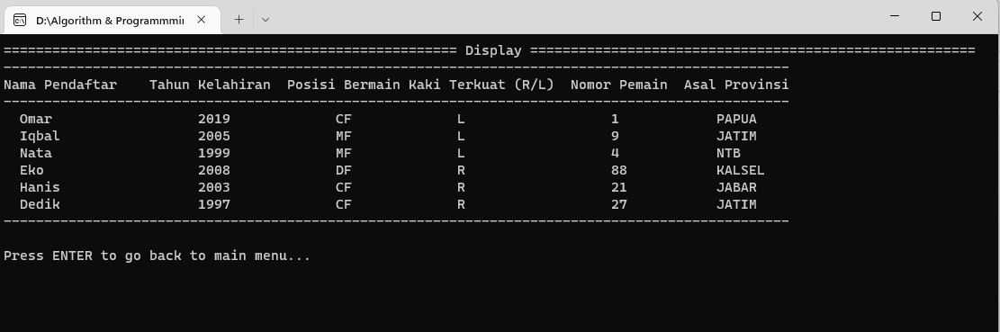 D:\Algorithm & Programmmin
======================================================== Display =======================================================
-------------------------------------------------------------------------------------------------
Nama Pendaftar    Tahun Kelahiran  Posisi Bermain Kaki Terkuat (R/L)  Nomor Pemain  Asal Provinsi
-------------------------------------------------------------------------------------------------
  Omar                  2019             CF             L                  1            PAPUA
  Iqbal                 2005             MF             L                  9            JATIM
  Nata                  1999             MF             L                  4            NTB
  Eko                   2008             DF             R                  88           KALSEL
  Hanis                 2003             CF             R                  21           JABAR
  Dedik                 1997             CF             R                  27           JATIM
-------------------------------------------------------------------------------------------------
Press ENTER to go back to main menu...